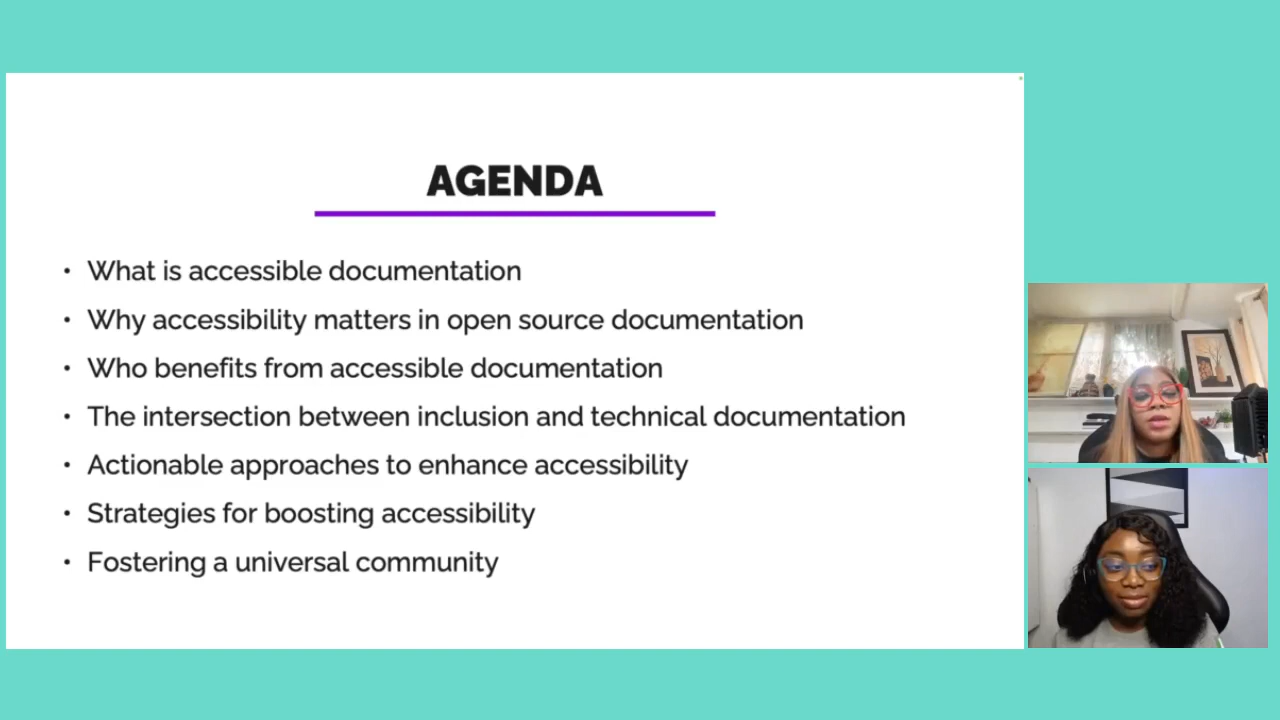 AGENDA
• What is accessible documentation
• Why accessibility matters in open source documentation
• Who benefits from accessible documentation
• The intersection between inclusion and technical documentation
• Actionable approaches to enhance accessibility
• Strategies for boosting accessibility
• Fostering a universal community